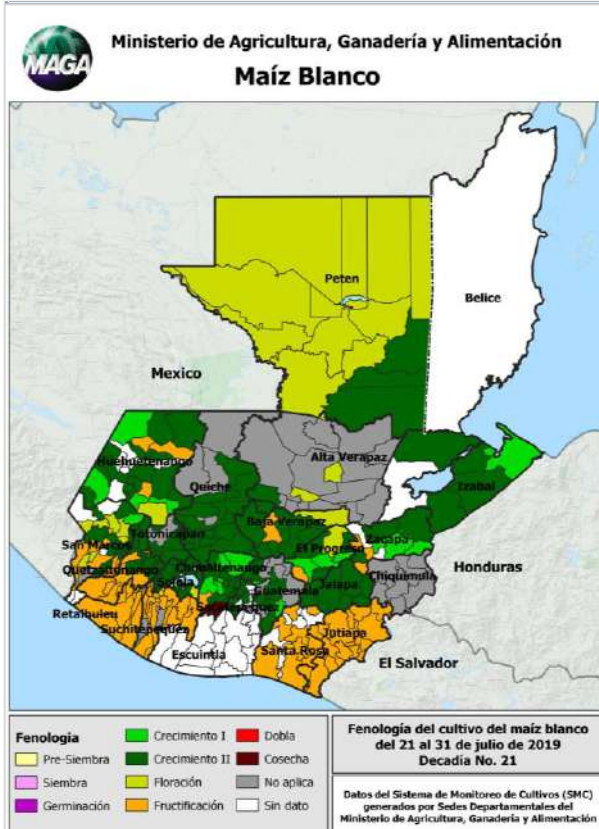 MAGA
Ministerio de Agricultura, Ganadería y Alimentación
Maíz Blanco
Peten
Belice
Mexico
Huehuetenango
Quiche
Alta Verapaz
Izabal
San Marcos
Totonicapan
Baja Verapaz
El Progreso
Zacapa
Quetzaltenango
Solola
Chimaltenango
Guatemala
Jalapa
Chiquimula
Honduras
Retalhuleu
Suchitepequez
Sacatepequez
Escuintla
Santa Rosa
Jutiapa
El Salvador
Fenologia
Pre-Siembra
Siembra
Germinación
Crecimiento I
Crecimiento II
Floración
Fructificación
Dobla
Cosecha
No aplica
Sin dato
Fenología del cultivo del maíz blanco
del 21 al 31 de julio de 2019
Decadia No. 21
Datos del Sistema de Monitoreo de Cultivos (SMC)
generados por Sedes Departamentales del
Ministerio de Agricultura, Ganadería y Alimentación